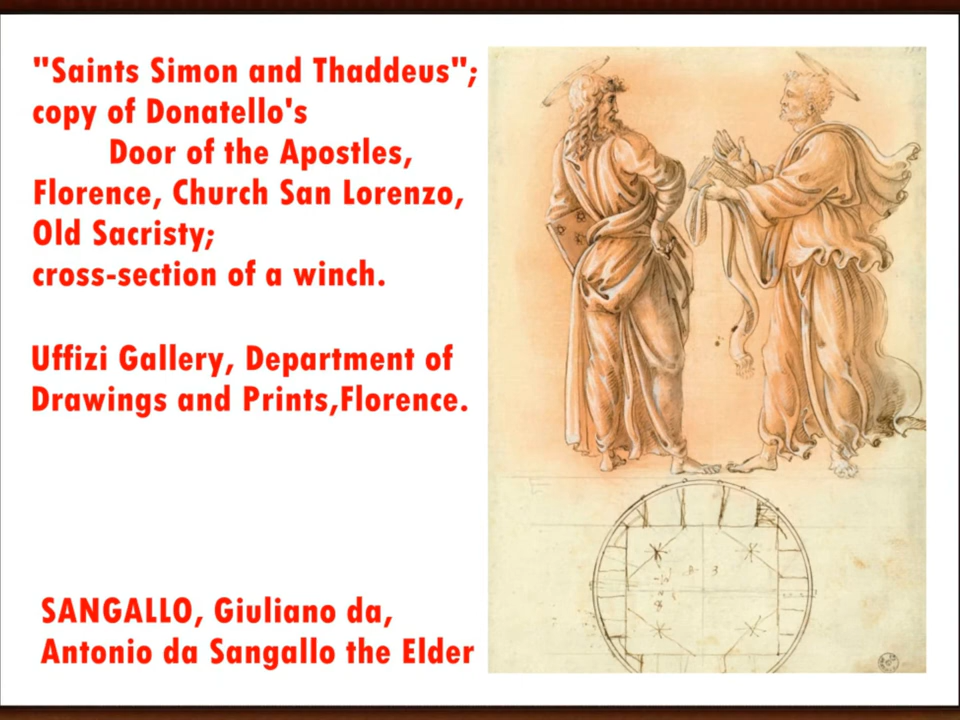 "Saints Simon and Thaddeus";
copy of Donatello's
Door of the Apostles,
Florence, Church San Lorenzo,
Old Sacristy;
cross-section of a winch.
Uffizi Gallery, Department of
Drawings and Prints,Florence.
SANGALLO, Giuliano da,
Antonio da Sangallo the Elder